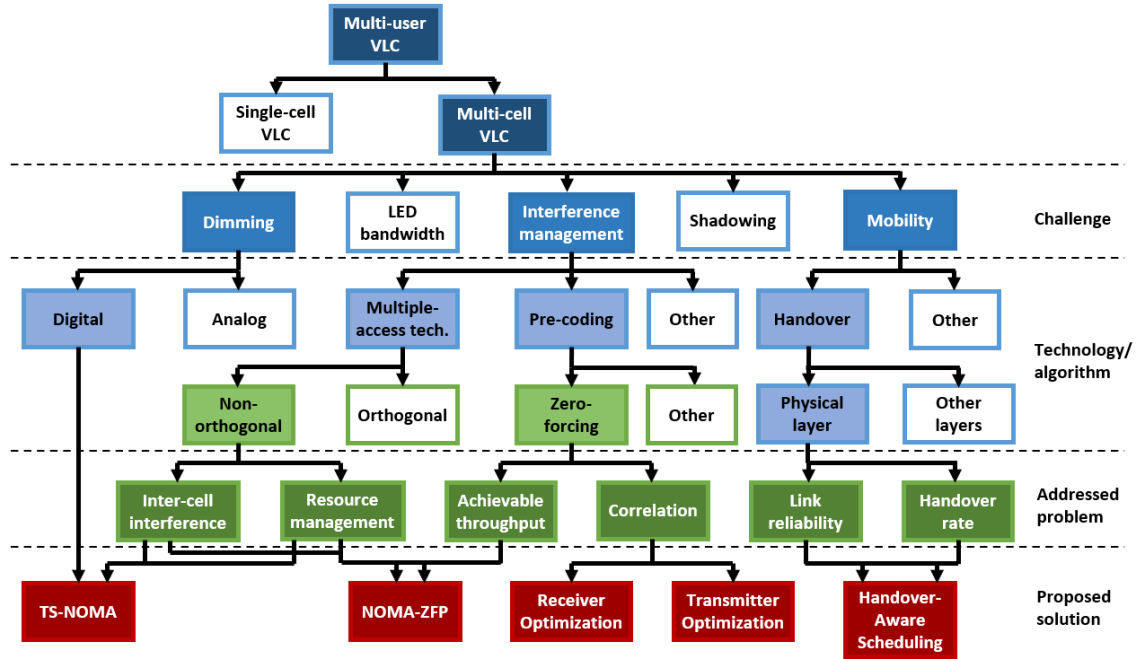 Multi-user
VLC
Single-cell
VLC
Multi-cell
VLC
Dimming
LED
bandwidth
Interference
management
Shadowing
Mobility
Challenge
Digital
Analog
Multiple-
access tech.
Pre-coding
Other
Handover
Other
Technology/
algorithm
Non-
orthogonal
Orthogonal
Zero-
forcing
Other
Physical
layer
Other
layers
Inter-cell
interference
Resource
management
Achievable
throughput
Correlation
Link
reliability
Handover
rate
Addressed
problem
TS-NOMA
NOMA-ZFP
Receiver
Optimization
Transmitter
Optimization
Handover-
Aware
Scheduling
Proposed
solution